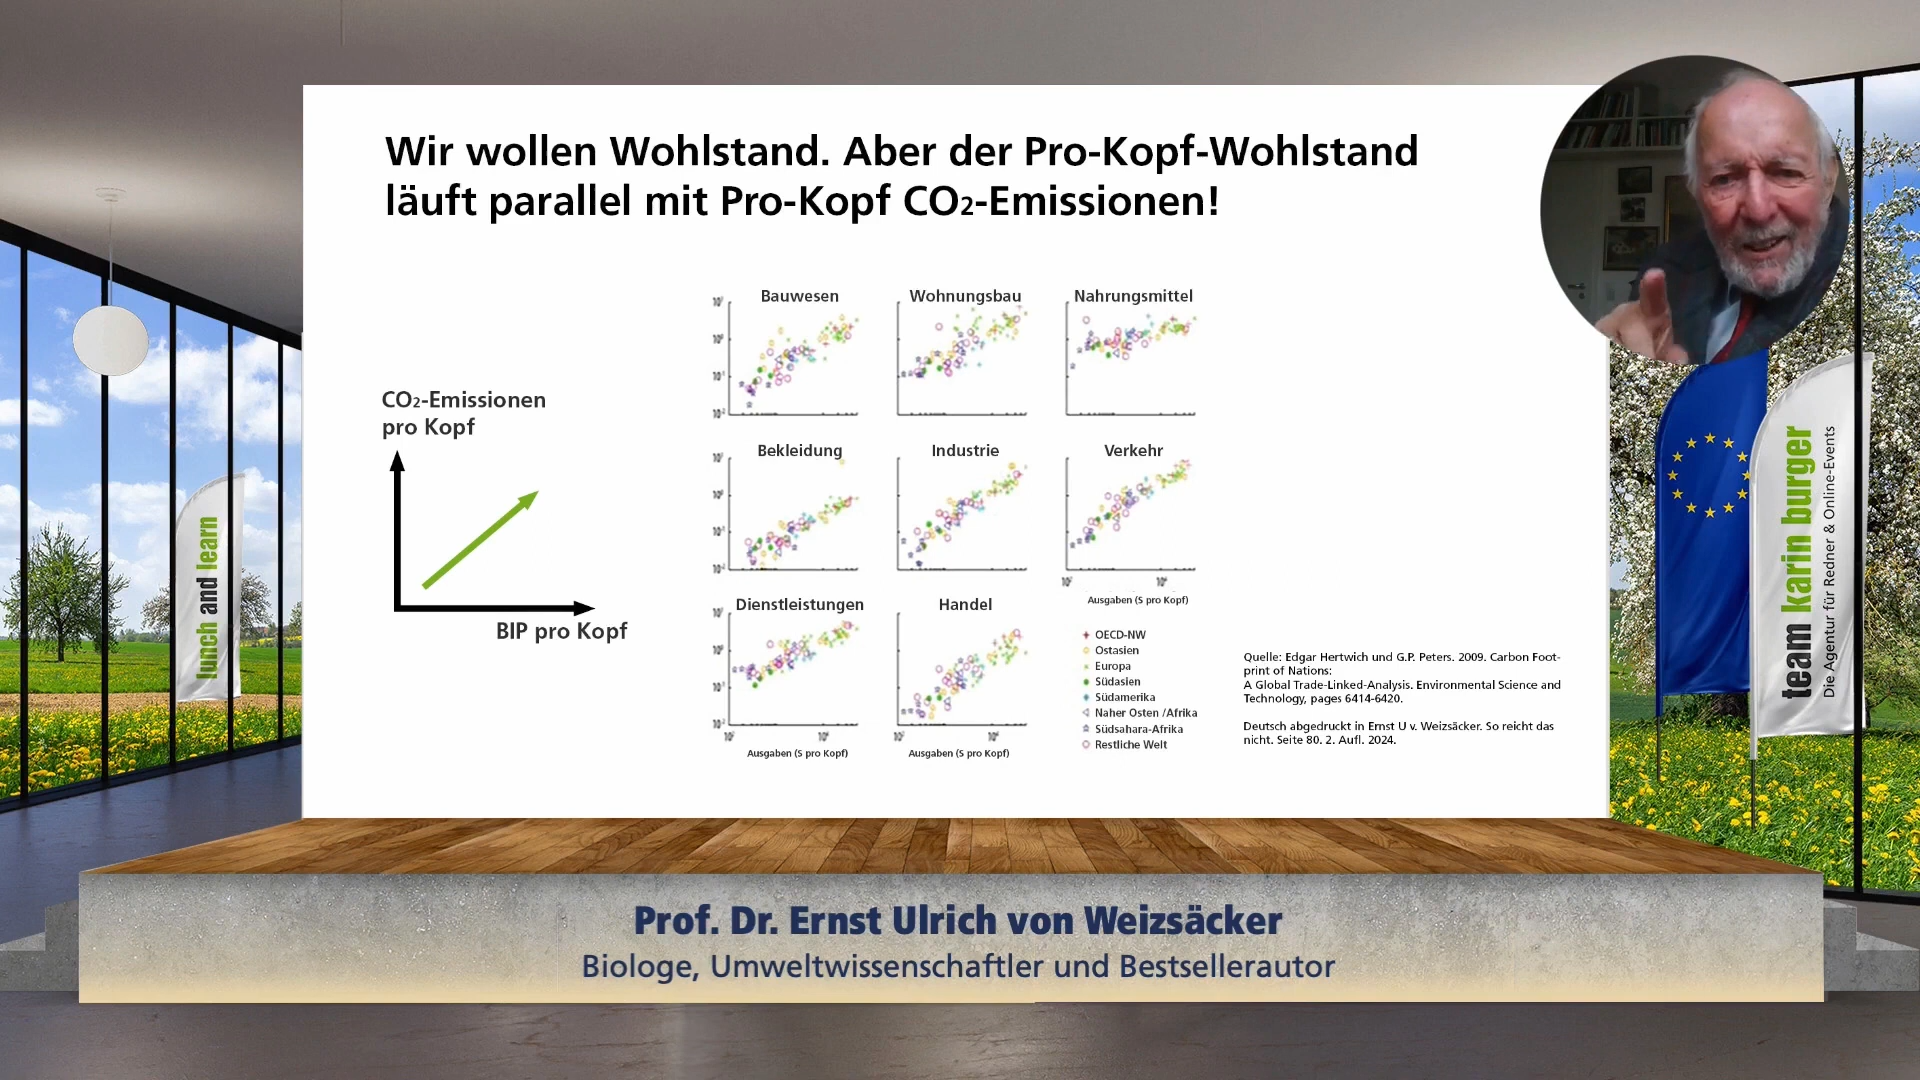 Wir wollen Wohlstand. Aber der Pro-Kopf-Wohlstand
läuft parallel mit Pro-Kopf CO₂-Emissionen!
CO₂-Emissionen
pro Kopf
BIP pro Kopf
Bauwesen
Wohnungsbau
Nahrungsmittel
Bekleidung
Industrie
Verkehr
Ausgaben ($ pro Kopf)
Dienstleistungen
Handel
Ausgaben ($ pro Kopf)
Ausgaben ($ pro Kopf)
OECD-NW
Ostasien
Europa
Südasien
Südamerika
Naher Osten /Afrika
Südsahara-Afrika
Restliche Welt
Quelle: Edgar Hertwich und G.P. Peters. 2009. Carbon Foot-
print of Nations:
A Global Trade-Linked-Analysis. Environmental Science and
Technology, pages 6414-6420.
Deutsch abgedruckt in Ernst U v. Weizsäcker. So reicht das
nicht. Seite 80. 2. Aufl. 2024.
lunch and learn
team karin burger
Die Agentur für Redner & Online-Events
Prof. Dr. Ernst Ulrich von Weizsäcker
Biologe, Umweltwissenschaftler und Bestsellerautor